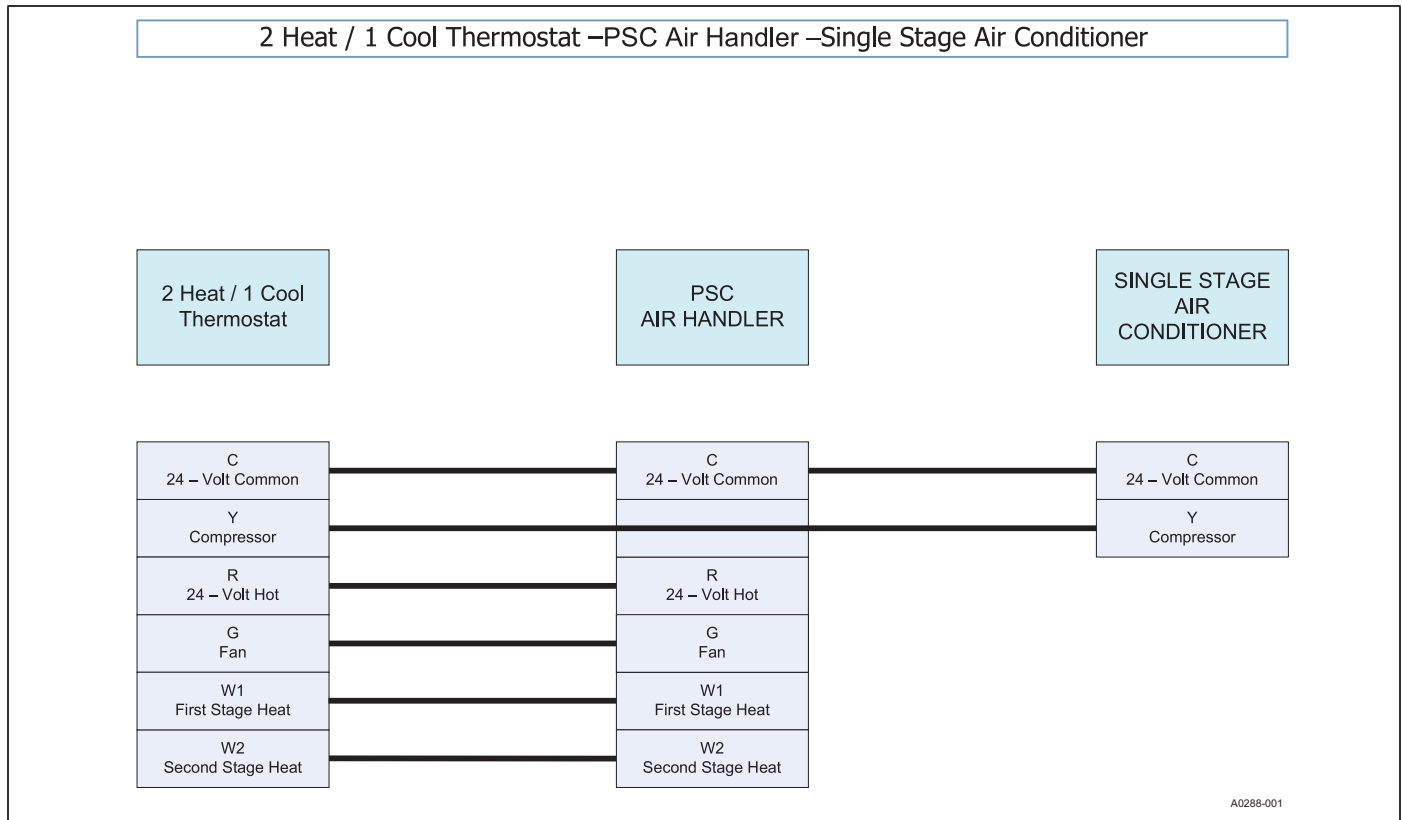 2 Heat / 1 Cool Thermostat –PSC Air Handler –Single Stage Air Conditioner
2 Heat / 1 Cool
Thermostat
PSC
AIR HANDLER
SINGLE STAGE
AIR
CONDITIONER
C
24 – Volt Common
C
24 – Volt Common
C
24 – Volt Common
Y
Compressor
Y
Compressor
R
24 – Volt Hot
R
24 – Volt Hot
G
Fan
G
Fan
W1
First Stage Heat
W1
First Stage Heat
W2
Second Stage Heat
W2
Second Stage Heat
A0288-001